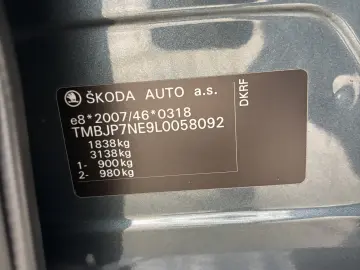 ŠKODA AUTO a.s.
e8*2007/46*0318
TMBJP7NE9L0058092
1838kg
3138kg
1- 900kg
2- 980kg
DKRF